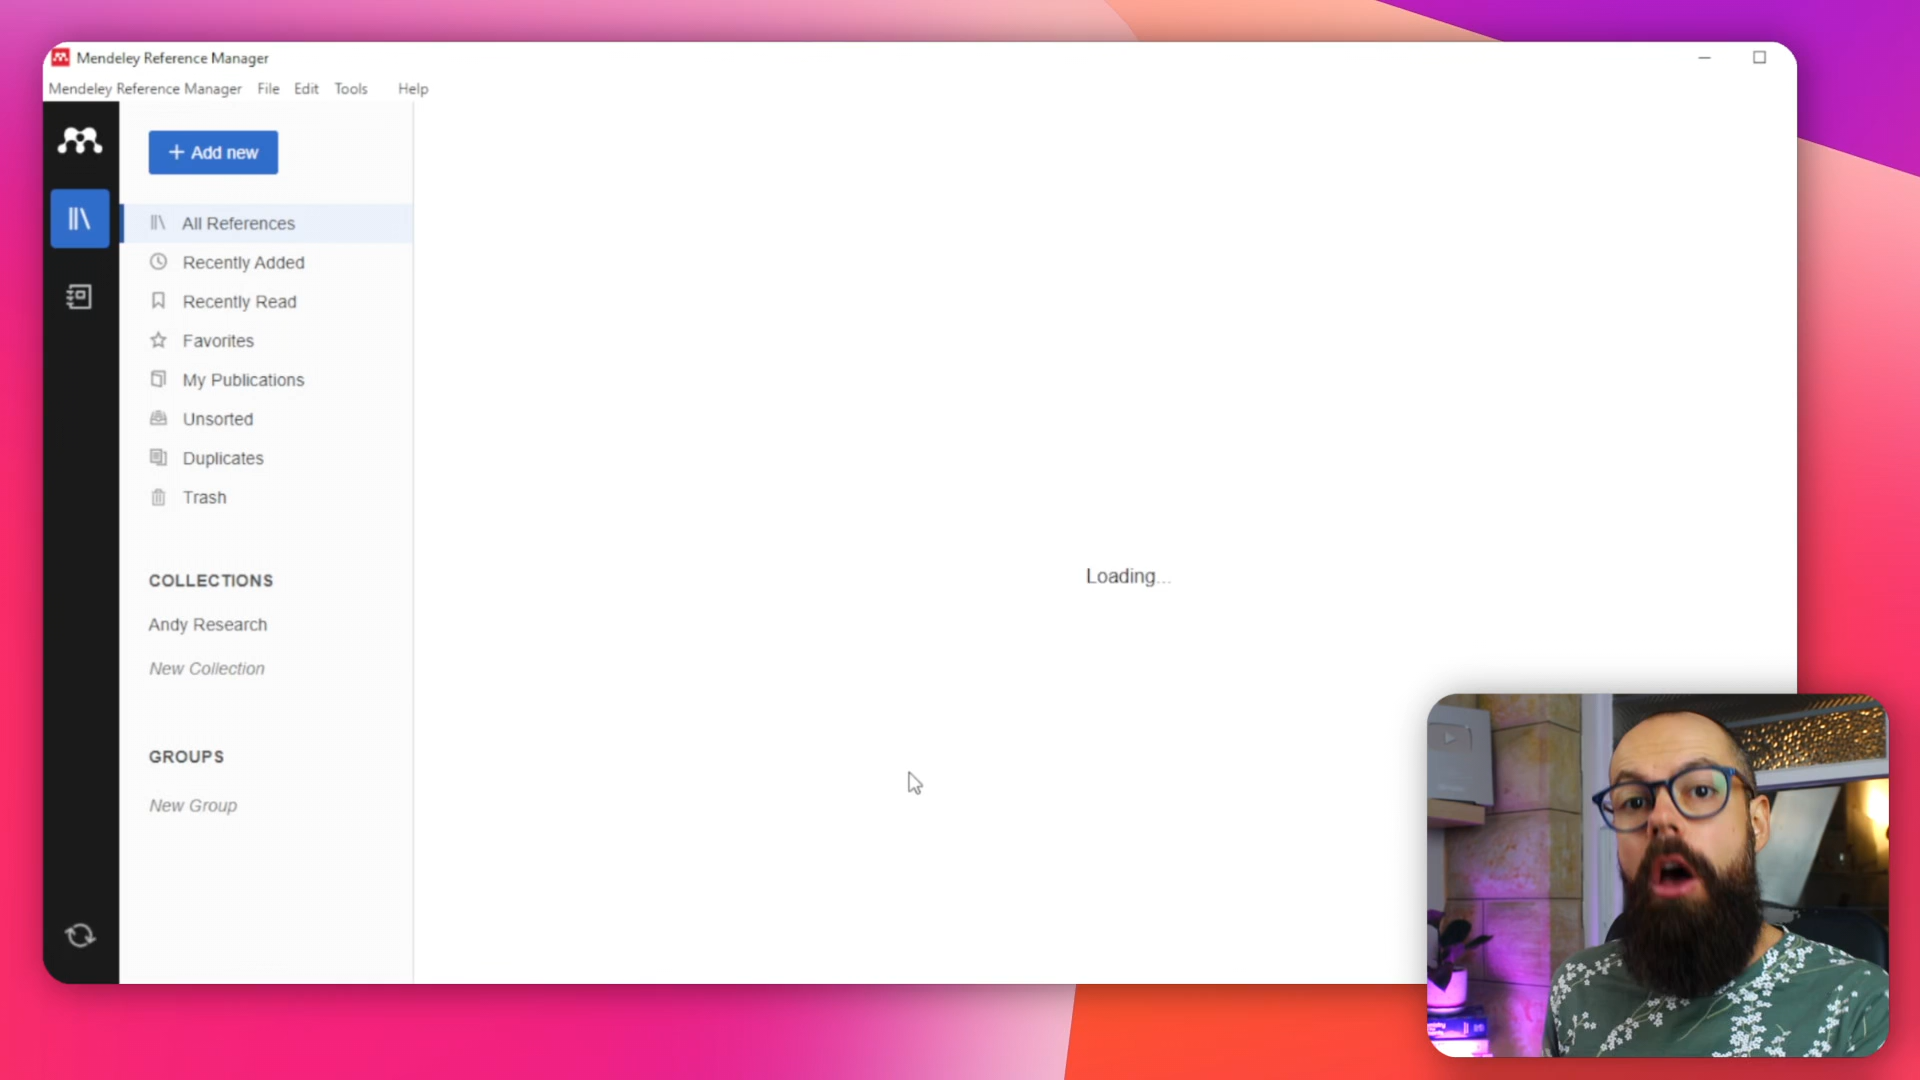 Mendeley Reference Manager
Mendeley Reference Manager File Edit Tools Help
+ Add new
All References
Recently Added
Recently Read
Favorites
My Publications
Unsorted
Duplicates
Trash
COLLECTIONS
Andy Research
New Collection
GROUPS
New Group
Loading...